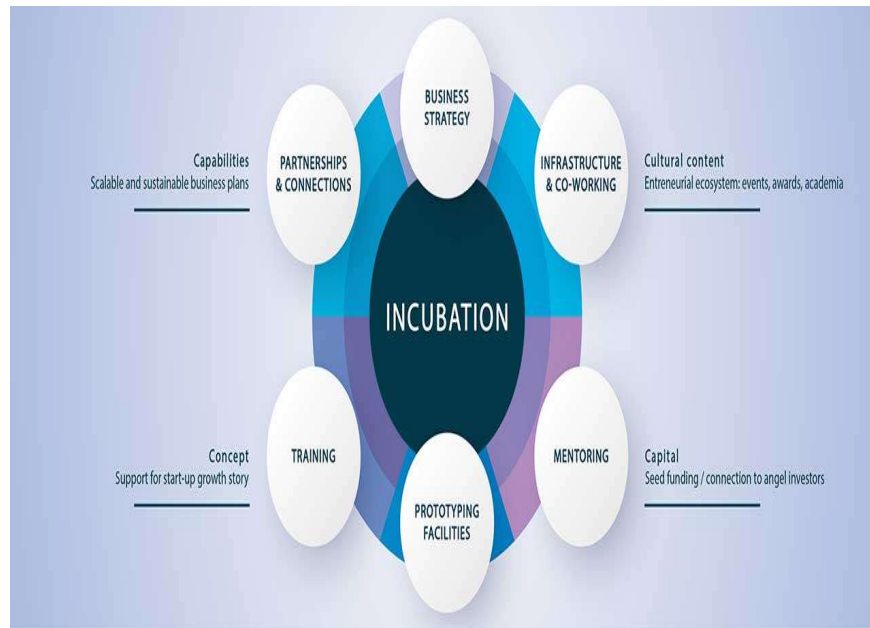 BUSINESS
STRATEGY
Capabilities
Scalable and sustainable business plans
PARTNERSHIPS
& CONNECTIONS
INFRASTRUCTURE
& CO-WORKING
Cultural content
Entreneurial ecosystem: events, awards, academia
INCUBATION
Concept
Support for start-up growth story
TRAINING
MENTORING
Capital
Seed funding / connection to angel investors
PROTOTYPING
FACILITIES